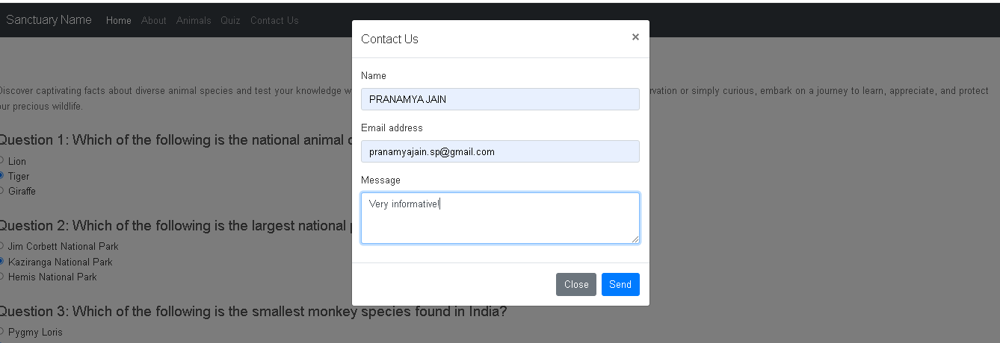 Sanctuary Name Home About Animals Quiz Contact Us
Contact Us ×
Name
PRANAMYA JAIN
Email address
pranamyajain.sp@gmail.com
Message
Very informative!
Close Send
Discover captivating facts about diverse animal species and test your knowledge w
rvation or simply curious, embark on a journey to learn, appreciate, and protect
our precious wildlife.
Question 1: Which of the following is the national animal
Lion
Tiger
Giraffe
Question 2: Which of the following is the largest national
Jim Corbett National Park
Kaziranga National Park
Hemis National Park
Question 3: Which of the following is the smallest monkey species found in India?
Pygmy Loris